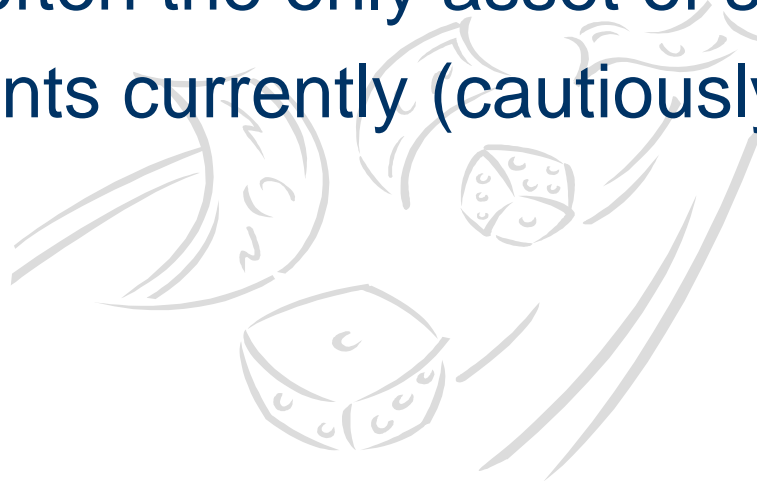 often the only asset of s
nts currently (cautiously